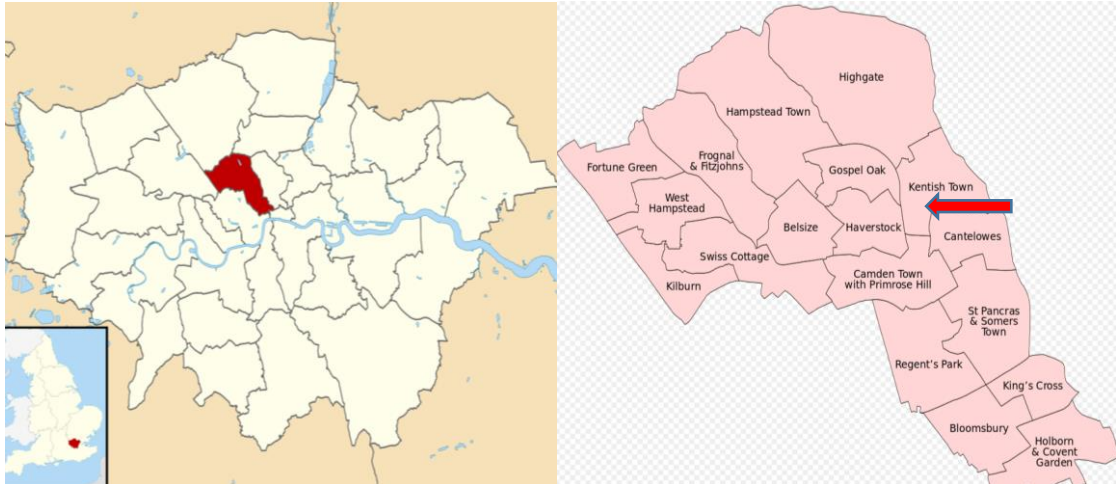 Highgate
Hampstead Town
Frognal
& Fitzjohns
Fortune Green
Gospel Oak
Kentish Town
West
Hampstead
Belsize
Haverstock
Cantelowes
Swiss Cottage
Kilburn
Camden Town
with Primrose Hill
St Pancras
& Somers
Town
Regent's Park
King's Cross
Bloomsbury
Holborn
& Covent
Garden